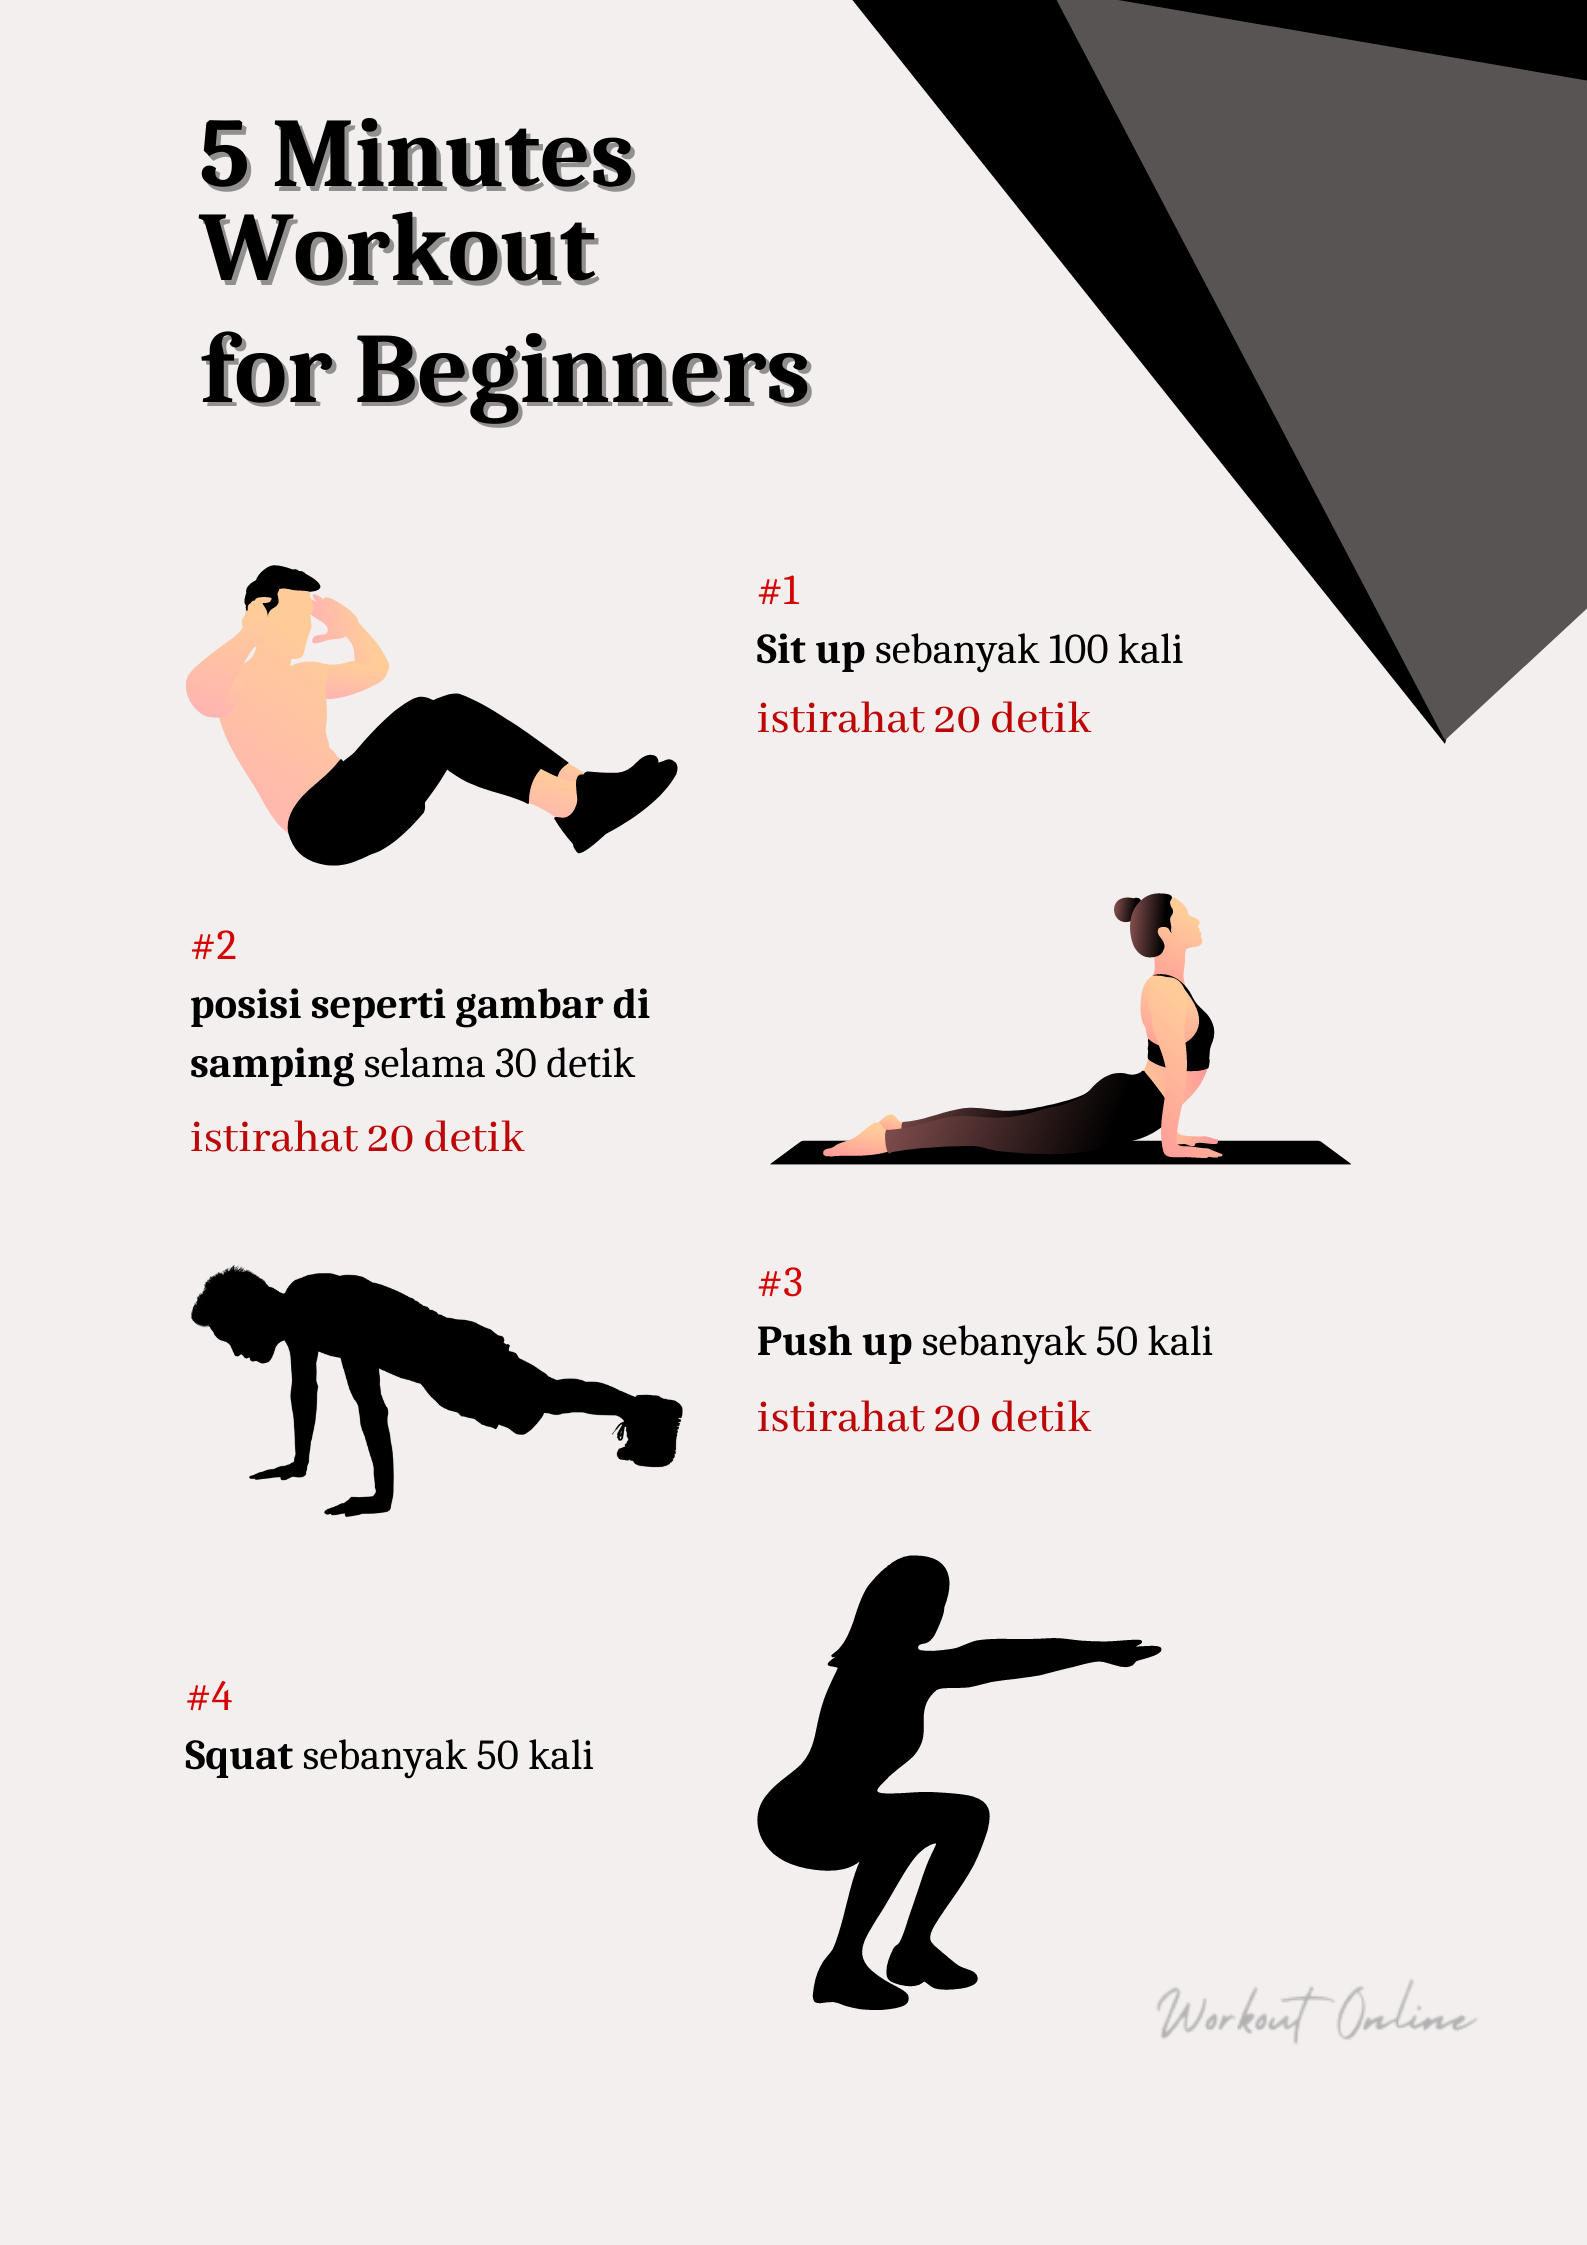 5 Minutes
Workout
for Beginners
#1
Sit up sebanyak 100 kali
istirahat 20 detik
#2
posisi seperti gambar di
samping selama 30 detik
istirahat 20 detik
#3
Push up sebanyak 50 kali
istirahat 20 detik
#4
Squat sebanyak 50 kali
Workout Online